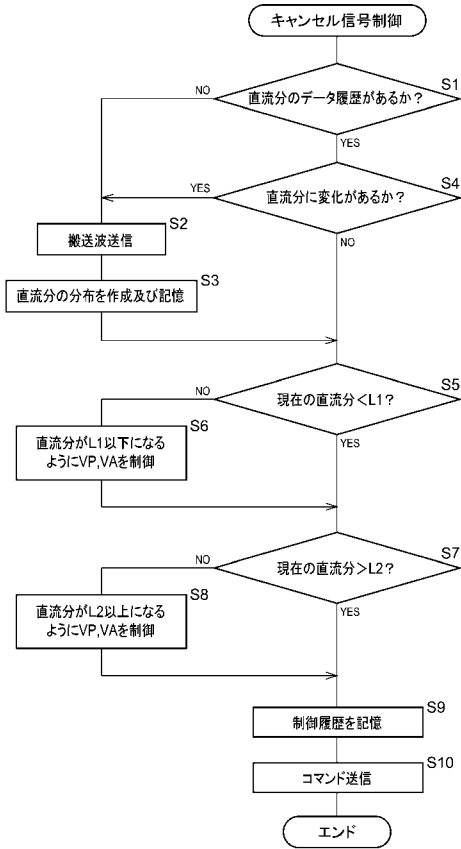 キャンセル信号制御
S1
直流分のデータ履歴があるか?
NO
YES
S4
直流分に変化があるか?
YES
NO
S2
搬送波送信
S3
直流分の分布を作成及び記憶
S5
現在の直流分<L1?
NO
YES
S6
直流分がL1以下になる
ようにVP,VAを制御
S7
現在の直流分>L2?
NO
YES
S8
直流分がL2以上になる
ようにVP,VAを制御
S9
制御履歴を記憶
S10
コマンド送信
エンド